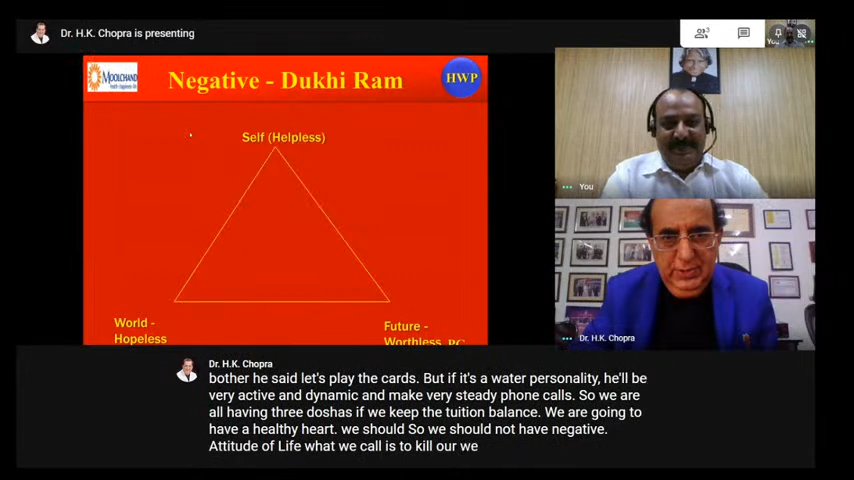 Dr. H.K. Chopra is presenting
3
MOOLCHAND
Negative - Dukhi Ram
HWP
Self (Helpless)
World -
Hopeless
Future -
Worthless, PC
You
You
Dr. H.K. Chopra
Dr. H.K. Chopra
bother he said let's play the cards. But if it's a water personality, he'll be
very active and dynamic and make very steady phone calls. So we are
all having three doshas if we keep the tuition balance. We are going to
have a healthy heart. we should So we should not have negative.
Attitude of Life what we call is to kill our we